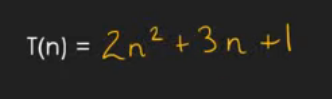 T(n) = 2n² + 3n + 1